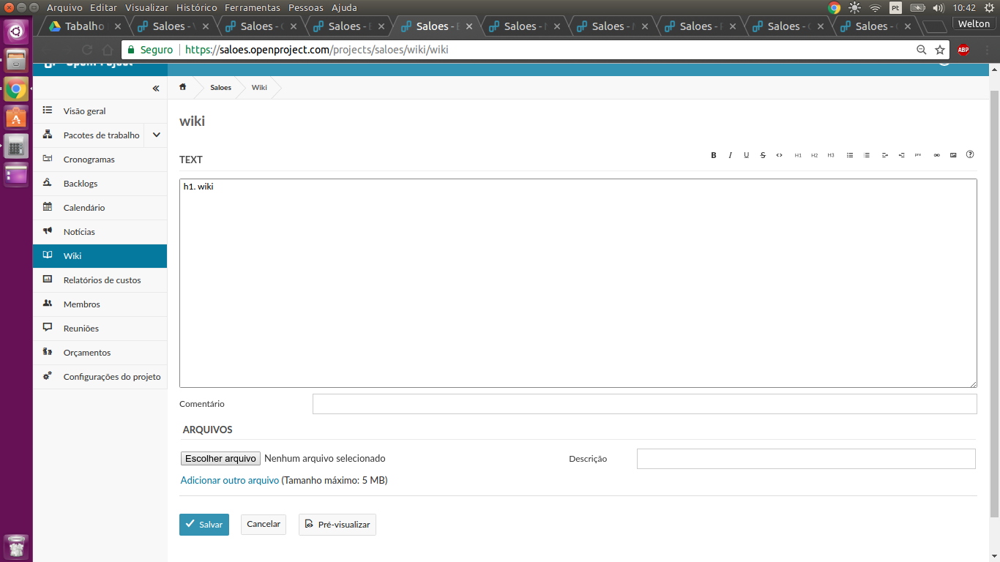 Arquivo Editar Visualizar Histórico Ferramentas Pessoas Ajuda
Pt
10:42
Tabalho
Saloes -
Saloes -
Saloes -
Saloes -
Saloes -
Saloes -
Saloes -
Saloes -
Saloes -
Welton
Seguro
https://saloes.openproject.com/projects/saloes/wiki/wiki
ABP
Saloes
Wiki
Visão geral
Pacotes de trabalho
Cronogramas
Backlogs
Calendário
Notícias
Wiki
Relatórios de custos
Membros
Reuniões
Orçamentos
Configurações do projeto
wiki
TEXT
B I U S <> H1 H2 H3 pre ?
h1. wiki
Comentário
ARQUIVOS
Escolher arquivo Nenhum arquivo selecionado
Descrição
Adicionar outro arquivo (Tamanho máximo: 5 MB)
Salvar
Cancelar
Pré-visualizar